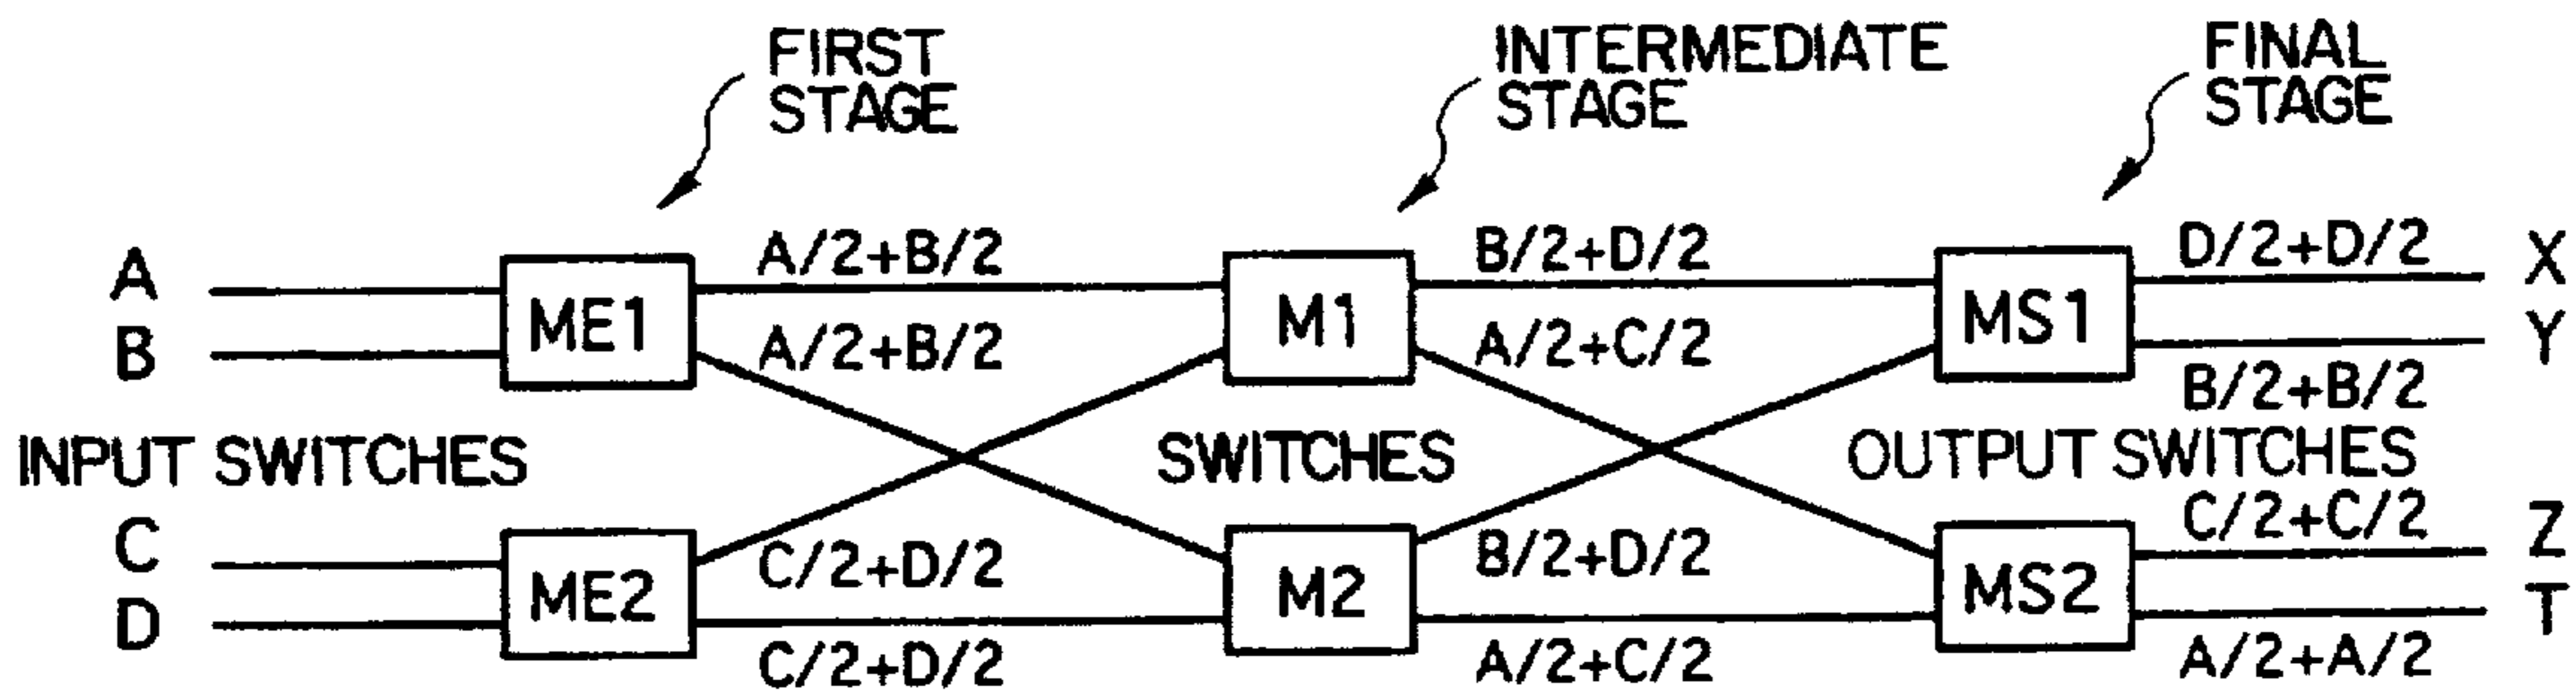 FIRST
STAGE
INTERMEDIATE
STAGE
FINAL
STAGE
A
B
ME1
A/2+B/2
A/2+B/2
M1
B/2+D/2
A/2+C/2
MS1
D/2+D/2
X
Y
B/2+B/2
INPUT SWITCHES
SWITCHES
OUTPUT SWITCHES
C
D
ME2
C/2+D/2
C/2+D/2
M2
B/2+D/2
A/2+C/2
MS2
C/2+C/2
Z
T
A/2+A/2